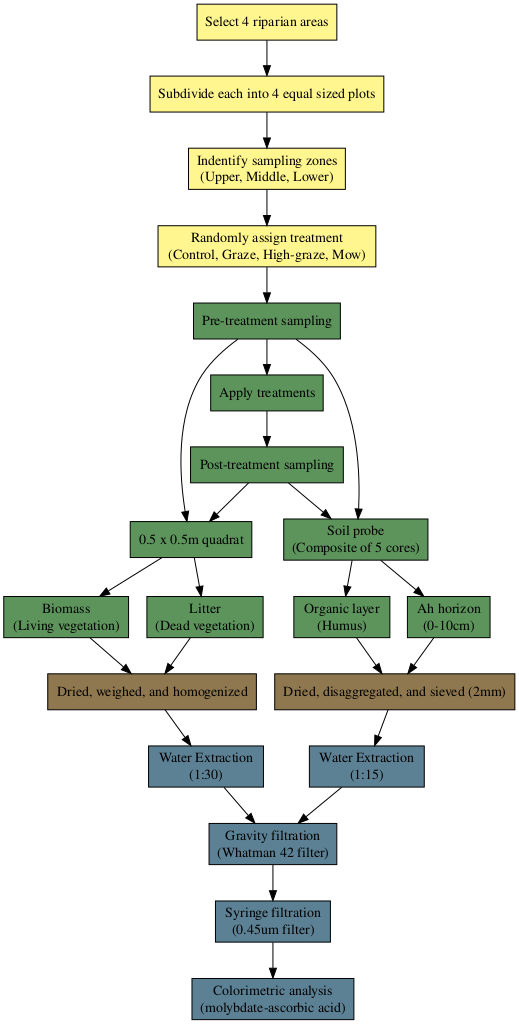 Select 4 riparian areas
Subdivide each into 4 equal sized plots
Indentify sampling zones
(Upper, Middle, Lower)
Randomly assign treatment
(Control, Graze, High-graze, Mow)
Pre-treatment sampling
Apply treatments
Post-treatment sampling
0.5 x 0.5m quadrat
Soil probe
(Composite of 5 cores)
Biomass
(Living vegetation)
Litter
(Dead vegetation)
Organic layer
(Humus)
Ah horizon
(0-10cm)
Dried, weighed, and homogenized
Dried, disaggregated, and sieved (2mm)
Water Extraction
(1:30)
Water Extraction
(1:15)
Gravity filtration
(Whatman 42 filter)
Syringe filtration
(0.45um filter)
Colorimetric analysis
(molybdate-ascorbic acid)